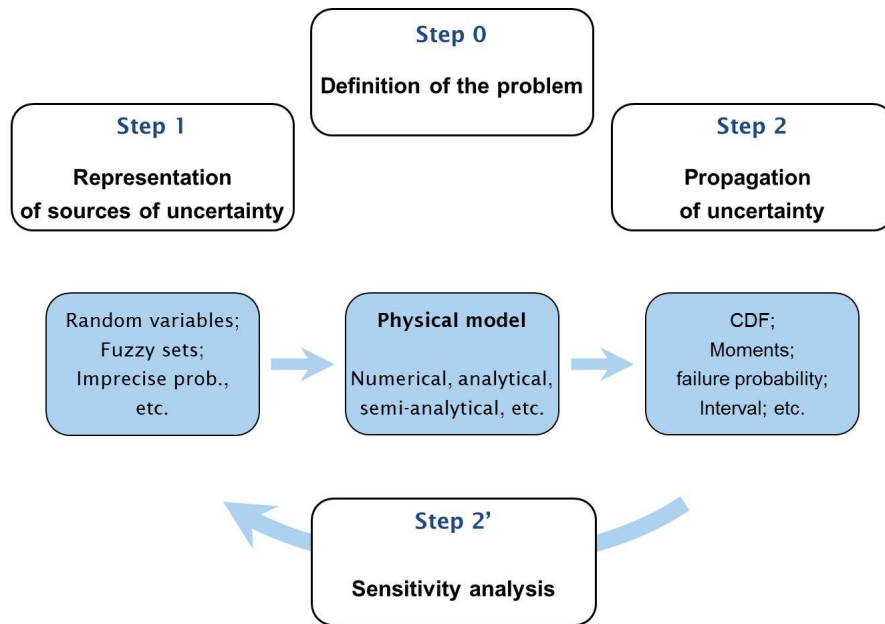 Step 0
Definition of the problem
Step 1
Representation
of sources of uncertainty
Step 2
Propagation
of uncertainty
Random variables;
Fuzzy sets;
Imprecise prob.,
etc.
Physical model
Numerical, analytical,
semi-analytical, etc.
CDF;
Moments;
failure probability;
Interval; etc.
Step 2’
Sensitivity analysis